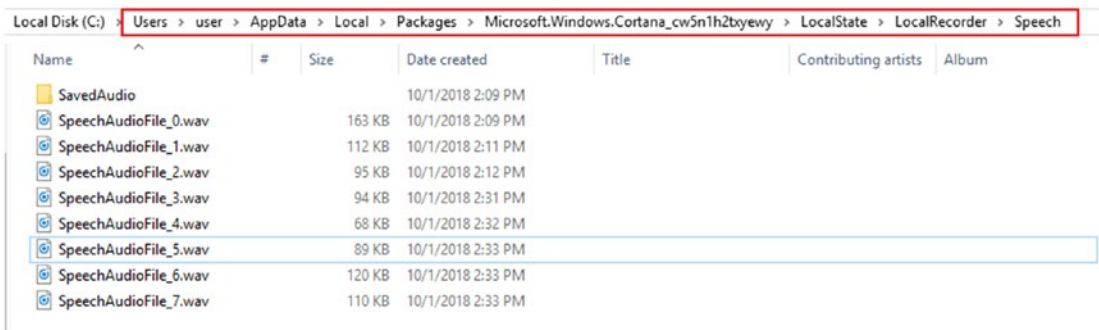 Local Disk (C:) › Users › user › AppData › Local › Packages › Microsoft.Windows.Cortana_cw5n1h2txyewy › LocalState › LocalRecorder › Speech
Name # Size Date created Title Contributing artists Album
SavedAudio 10/1/2018 2:09 PM
SpeechAudioFile_0.wav 163 KB 10/1/2018 2:09 PM
SpeechAudioFile_1.wav 112 KB 10/1/2018 2:11 PM
SpeechAudioFile_2.wav 95 KB 10/1/2018 2:12 PM
SpeechAudioFile_3.wav 94 KB 10/1/2018 2:31 PM
SpeechAudioFile_4.wav 68 KB 10/1/2018 2:32 PM
SpeechAudioFile_5.wav 89 KB 10/1/2018 2:33 PM
SpeechAudioFile_6.wav 120 KB 10/1/2018 2:33 PM
SpeechAudioFile_7.wav 110 KB 10/1/2018 2:33 PM